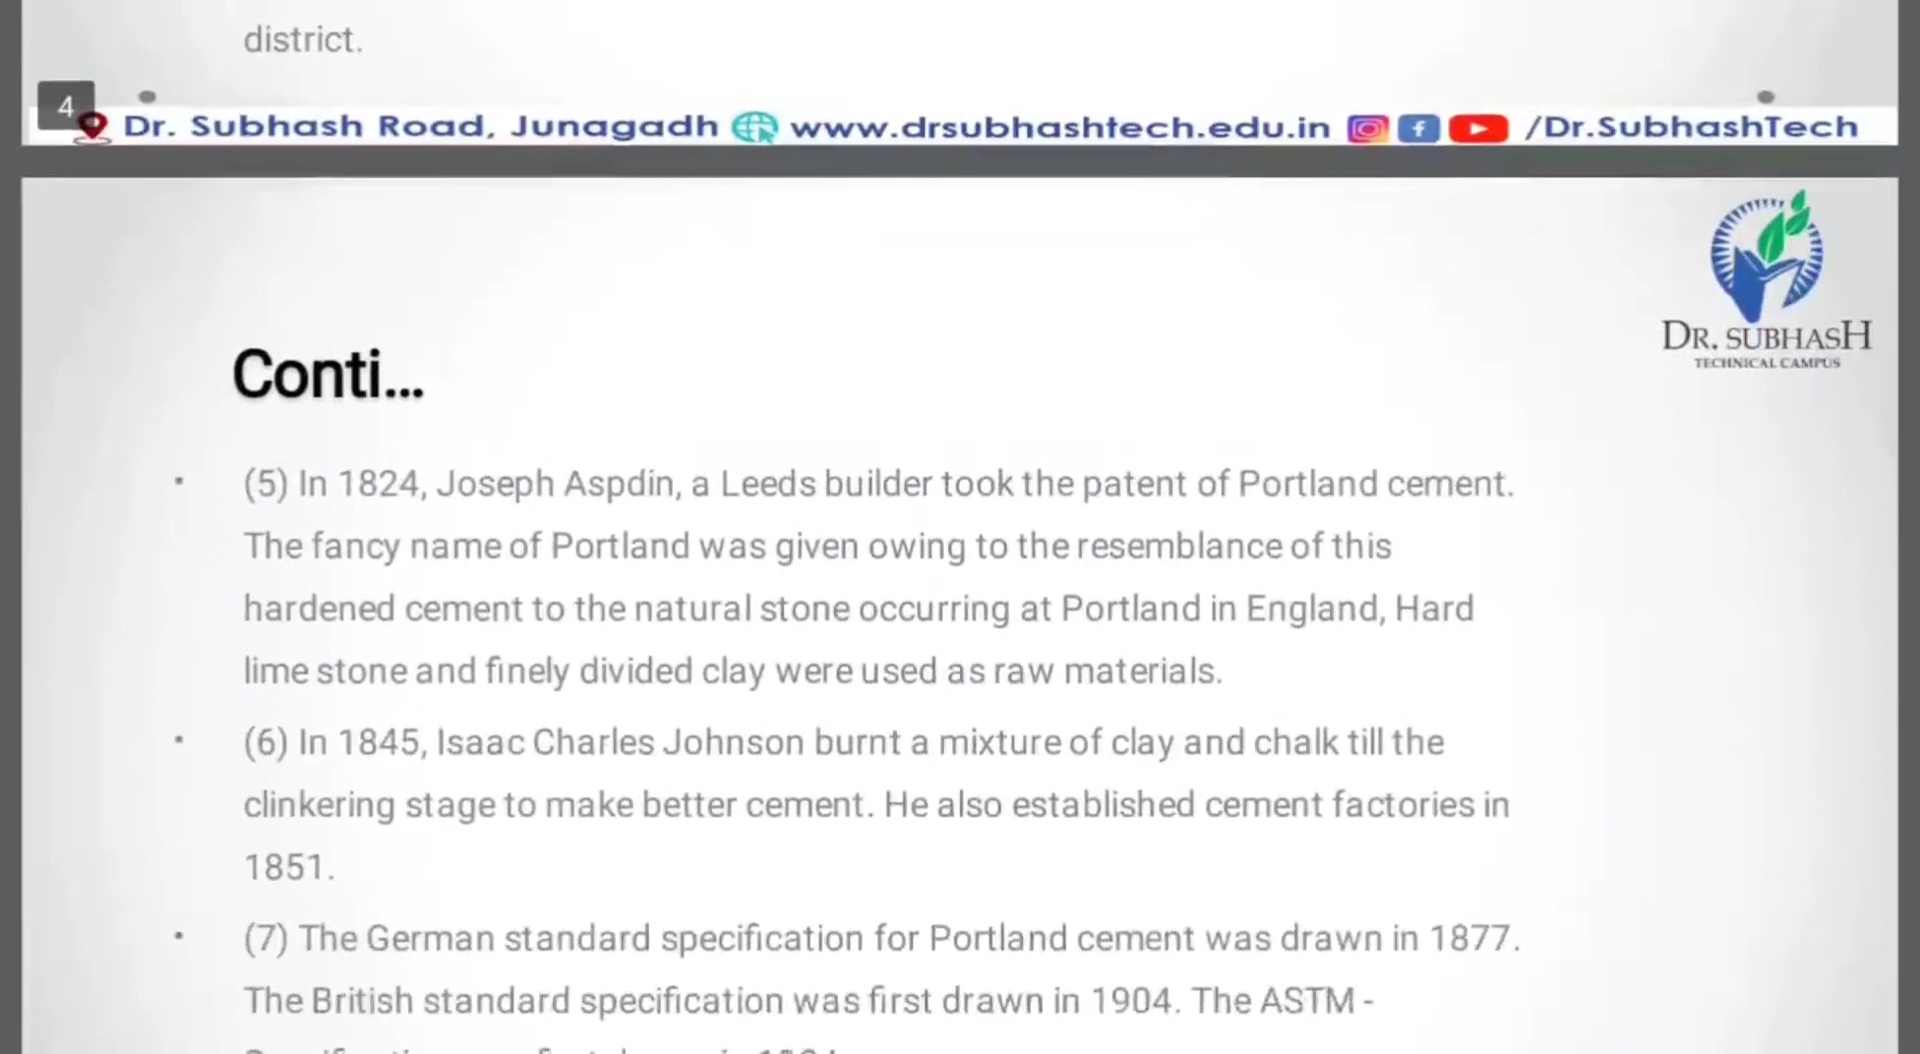 district.
4
Dr. Subhash Road, Junagadh www.drsubhashtech.edu.in /Dr.SubhashTech
DR. SUBHASH
TECHNICAL CAMPUS
Conti...
(5) In 1824, Joseph Aspdin, a Leeds builder took the patent of Portland cement.
The fancy name of Portland was given owing to the resemblance of this
hardened cement to the natural stone occurring at Portland in England, Hard
lime stone and finely divided clay were used as raw materials.
(6) In 1845, Isaac Charles Johnson burnt a mixture of clay and chalk till the
clinkering stage to make better cement. He also established cement factories in
1851.
(7) The German standard specification for Portland cement was drawn in 1877.
The British standard specification was first drawn in 1904. The ASTM -